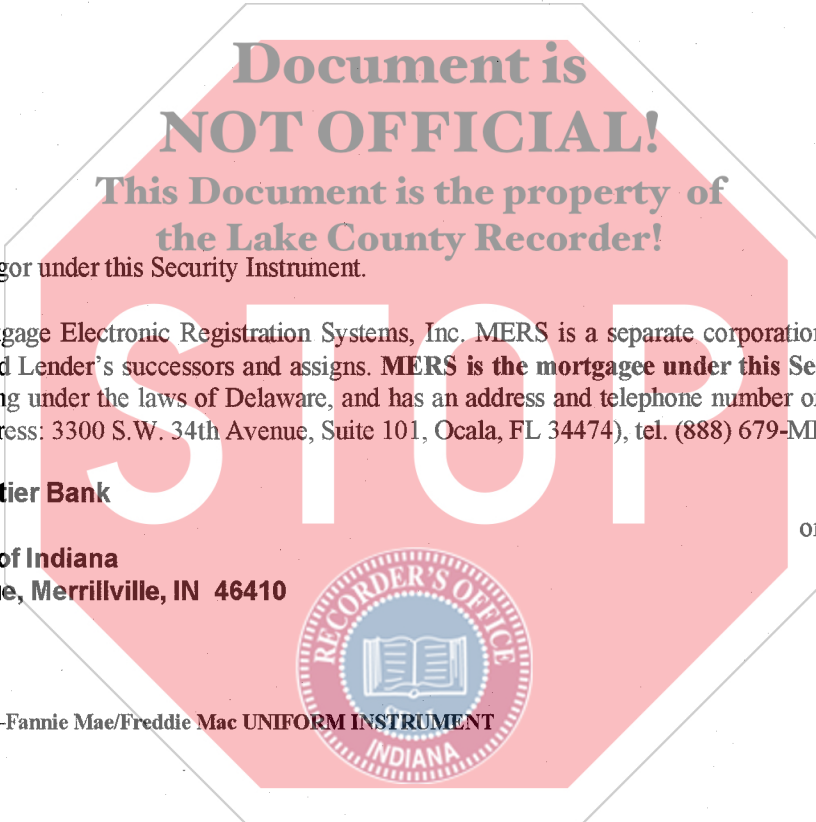 Document is
NOT OFFICIAL!
This Document is the property of
the Lake County Recorder!
gor under this Security Instrument.
gage Electronic Registration Systems, Inc. MERS is a separate corporation
d Lender's successors and assigns. MERS is the mortgagee under this Se
ng under the laws of Delaware, and has an address and telephone number o
ress: 3300 S.W. 34th Avenue, Suite 101, Ocala, FL 34474), tel. (888) 679-M
STOP
tier Bank
o
of Indiana
e, Merrillville, IN 46410
RECORDER'S OFFICE
SEAL
-Fannie Mae/Freddie Mac UNIFORM INSTRUMENT
INDIANA